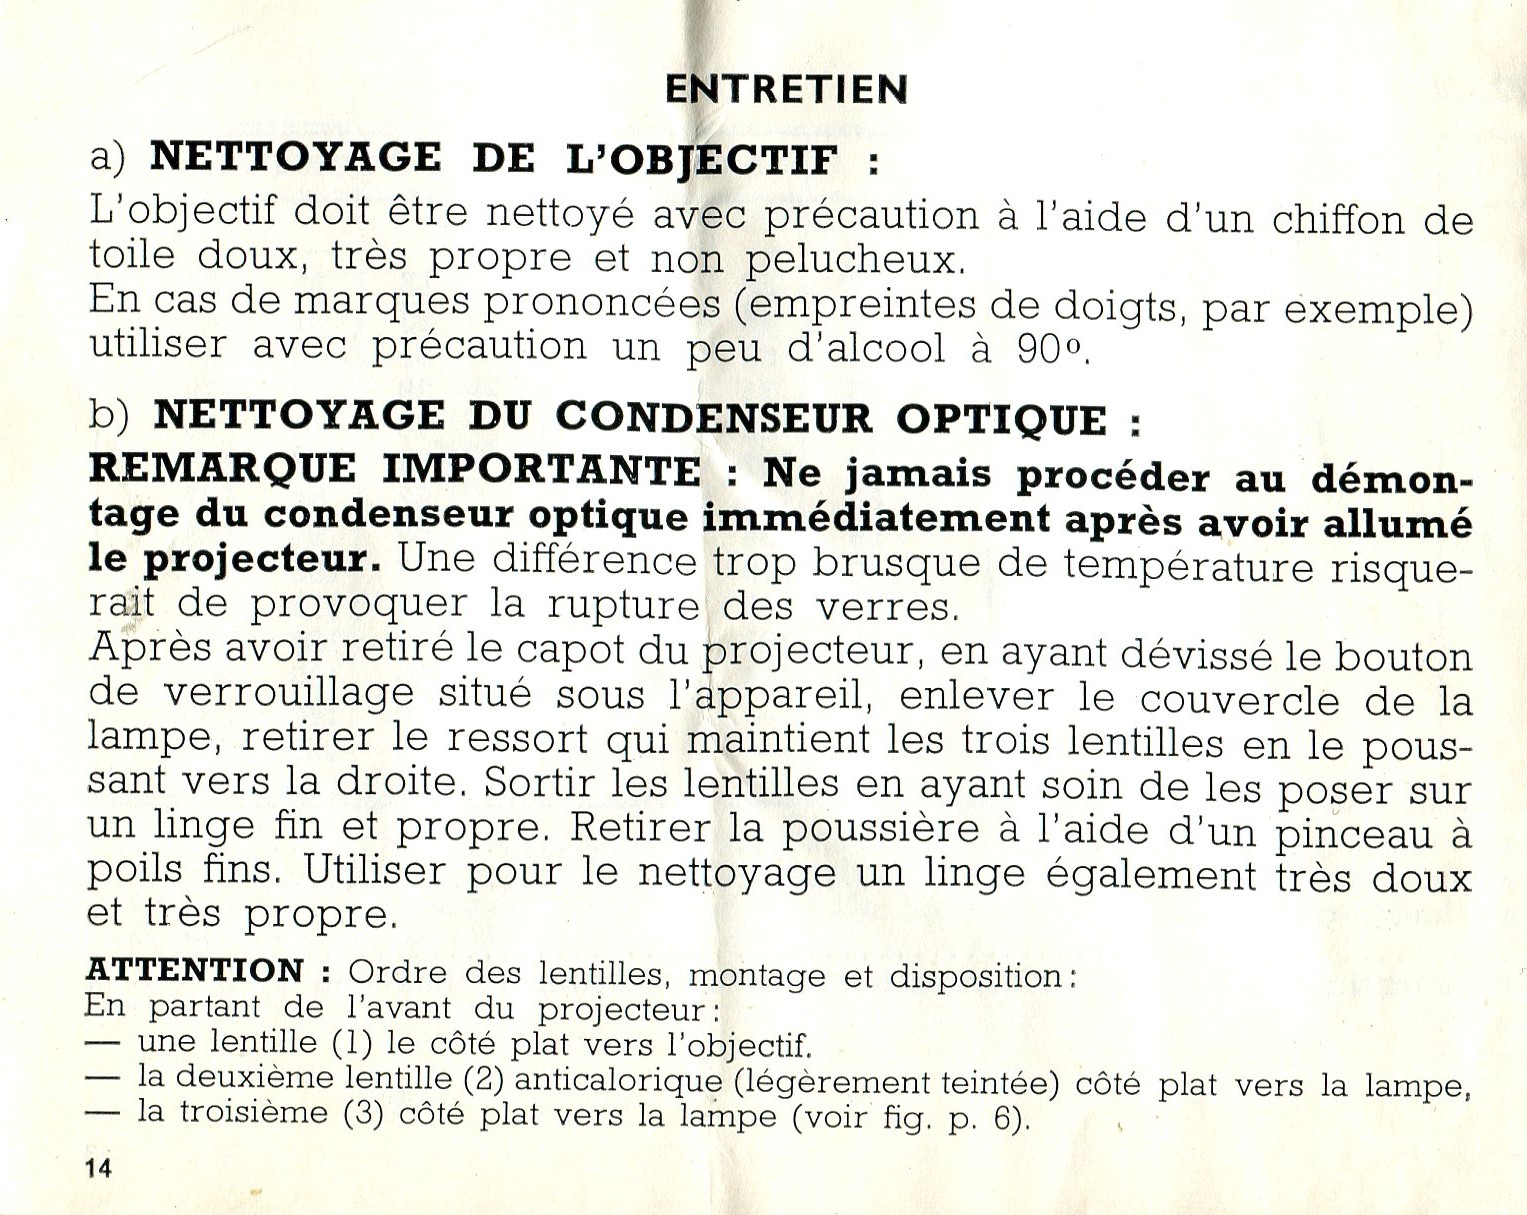 ENTRETIEN
a) NETTOYAGE DE L'OBJECTIF :
L'objectif doit être nettoyé avec précaution à l'aide d'un chiffon de
toile doux, très propre et non pelucheux.
En cas de marques prononcées (empreintes de doigts, par exemple)
utiliser avec précaution un peu d'alcool à 90º.
b) NETTOYAGE DU CONDENSEUR OPTIQUE :
REMARQUE IMPORTANTE : Ne jamais procéder au démon-
tage du condenseur optique immédiatement après avoir allumé
le projecteur. Une différence trop brusque de température risque-
rait de provoquer la rupture des verres.
Après avoir retiré le capot du projecteur, en ayant dévissé le bouton
de verrouillage situé sous l'appareil, enlever le couvercle de la
lampe, retirer le ressort qui maintient les trois lentilles en le pous-
sant vers la droite. Sortir les lentilles en ayant soin de les poser sur
un linge fin et propre. Retirer la poussière à l'aide d'un pinceau à
poils fins. Utiliser pour le nettoyage un linge également très doux
et très propre.
ATTENTION : Ordre des lentilles, montage et disposition :
En partant de l'avant du projecteur :
— une lentille (1) le côté plat vers l'objectif.
— la deuxième lentille (2) anticalorique (légèrement teintée) côté plat vers la lampe,
— la troisième (3) côté plat vers la lampe (voir fig. p. 6).
14